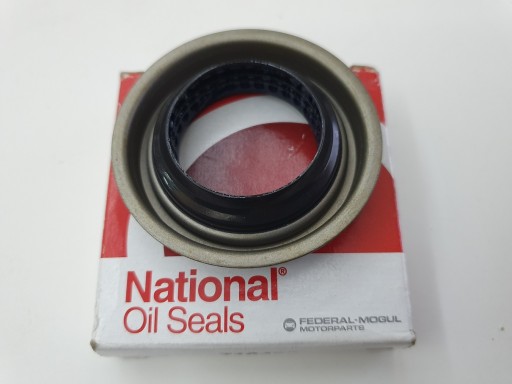 National®
Oil Seals
FEDERAL-MOGUL
MOTORPARTS